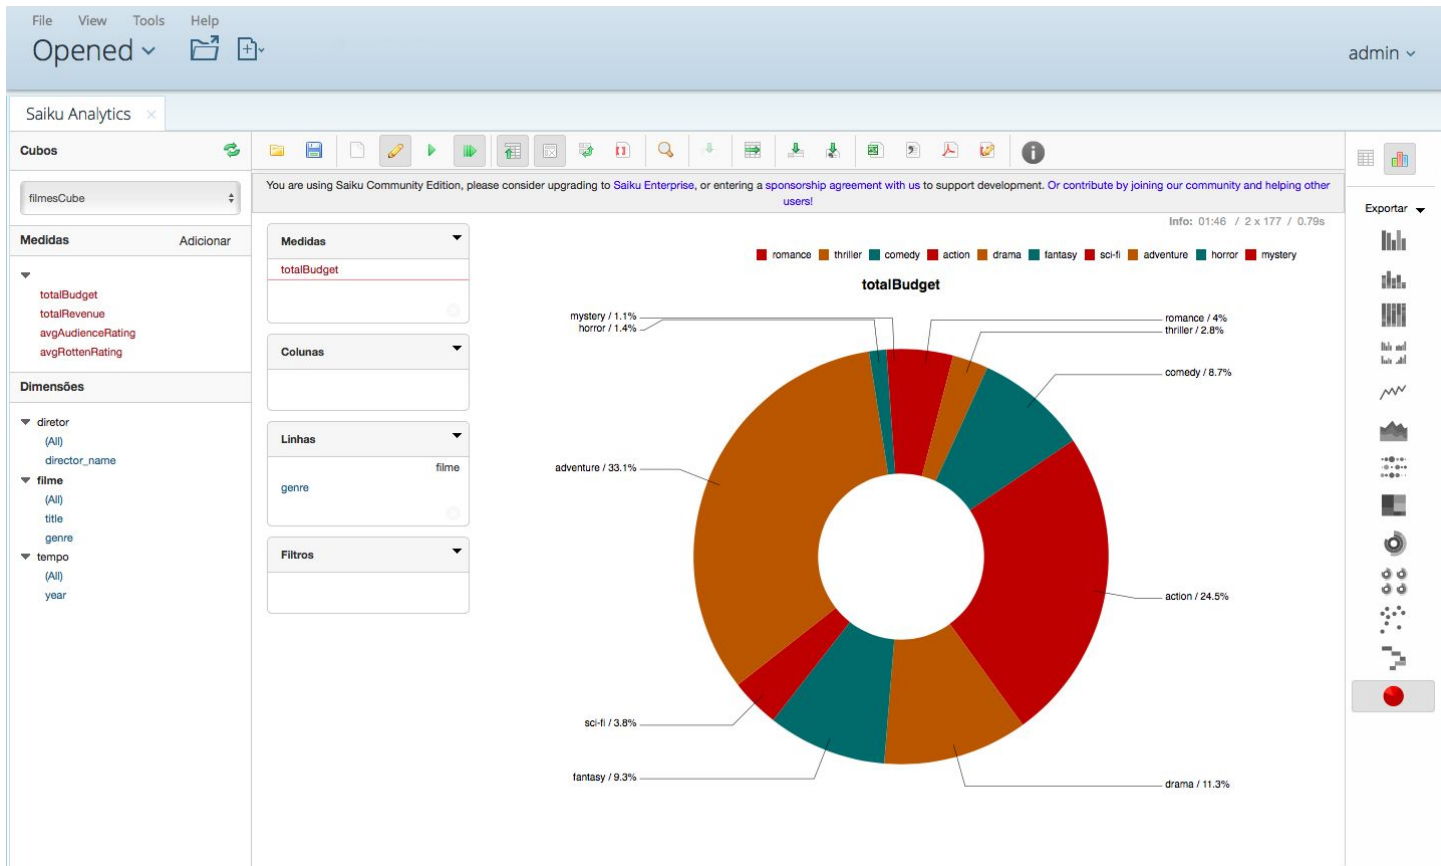 File View Tools Help
Opened
admin
Saiku Analytics ×
Cubos
filmesCube
Medidas Adicionar
totalBudget
totalRevenue
avgAudienceRating
avgRottenRating
Dimensões
diretor
(All)
director_name
filme
(All)
title
genre
tempo
(All)
year
You are using Saiku Community Edition, please consider upgrading to Saiku Enterprise, or entering a sponsorship agreement with us to support development. Or contribute by joining our community and helping other
users!
Info: 01:46 / 2 x 177 / 0.79s
Medidas
totalBudget
Colunas
Linhas
filme
genre
Filtros
romance thriller comedy action drama fantasy sci-fi adventure horror mystery
totalBudget
mystery / 1.1%
horror / 1.4%
romance / 4%
thriller / 2.8%
comedy / 8.7%
adventure / 33.1%
action / 24.5%
sci-fi / 3.8%
fantasy / 9.3%
drama / 11.3%
Exportar